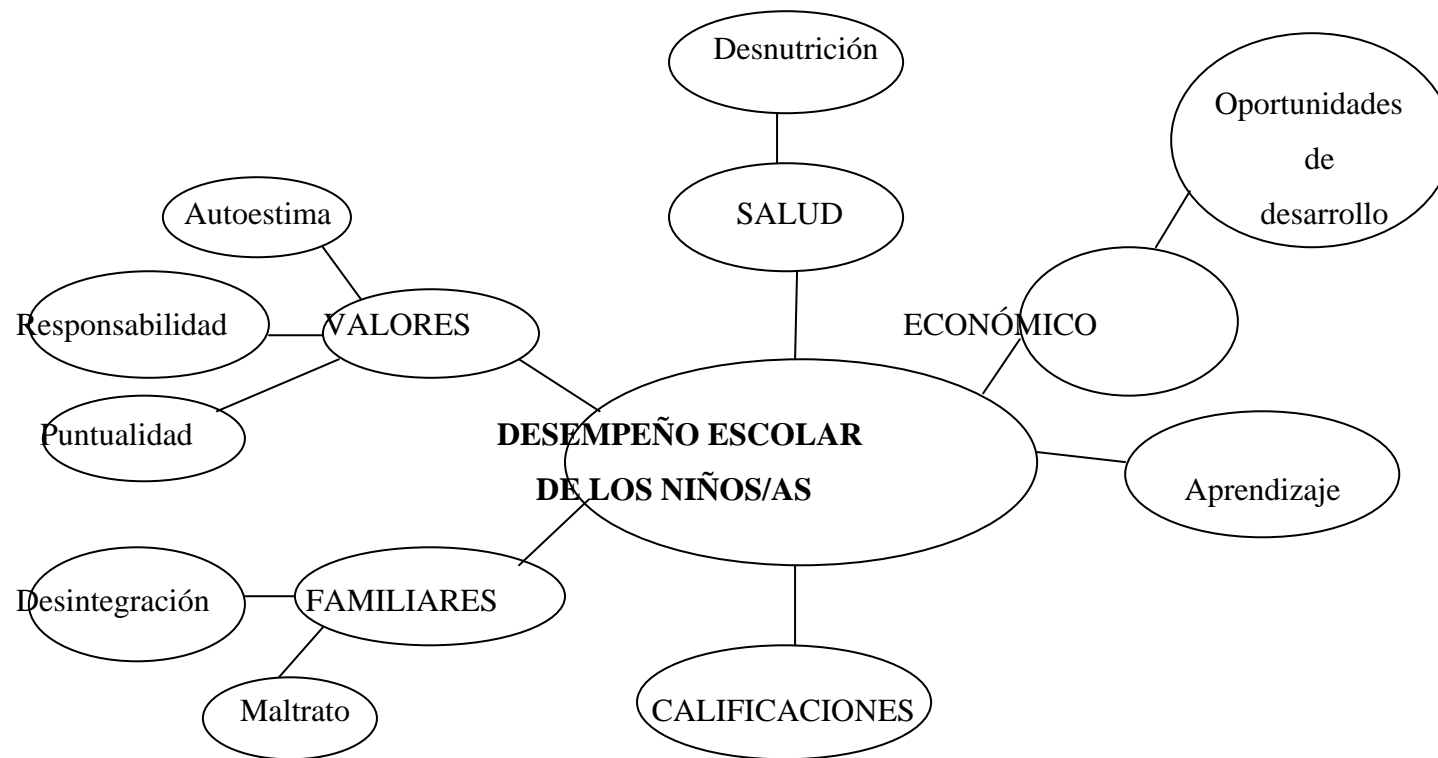 Desnutrición
Oportunidades
de
desarrollo
SALUD
Autoestima
Responsabilidad
VALORES
ECONÓMICO
Puntualidad
DESEMPEÑO ESCOLAR
DE LOS NIÑOS/AS
Aprendizaje
Desintegración
FAMILIARES
Maltrato
CALIFICACIONES